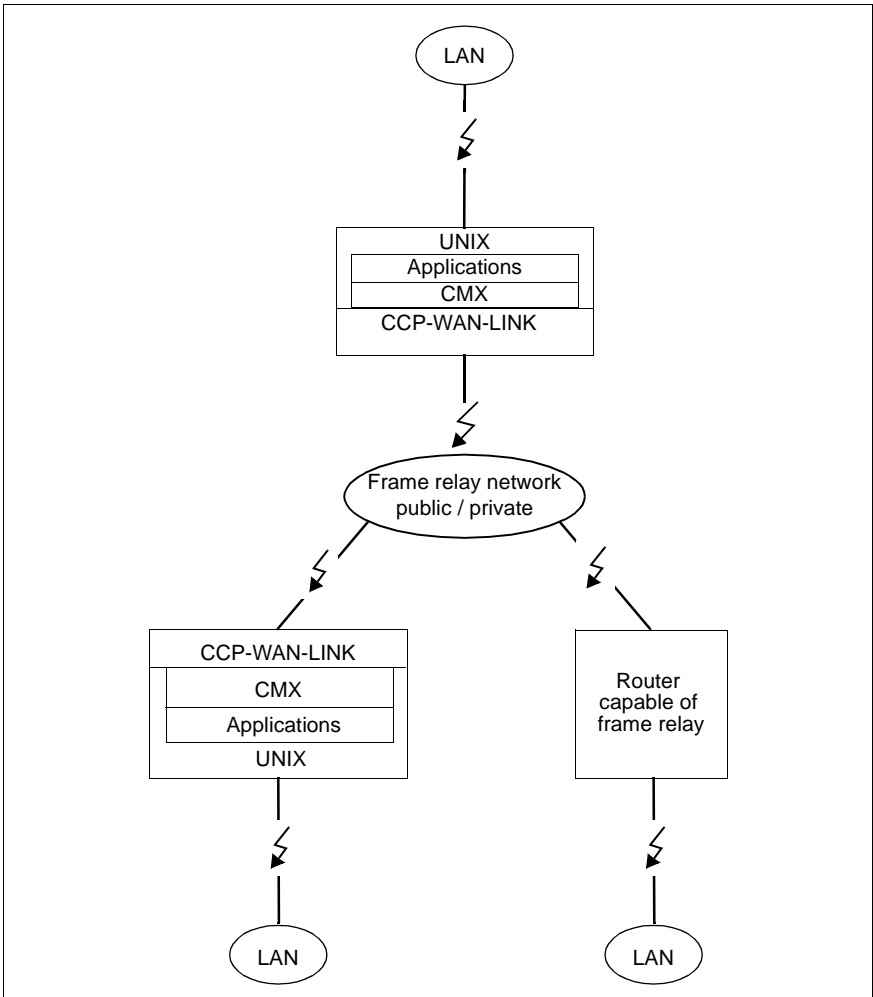 LAN
UNIX
Applications
CMX
CCP-WAN-LINK
Frame relay network
public / private
CCP-WAN-LINK
CMX
Applications
UNIX
Router
capable of
frame relay
LAN
LAN